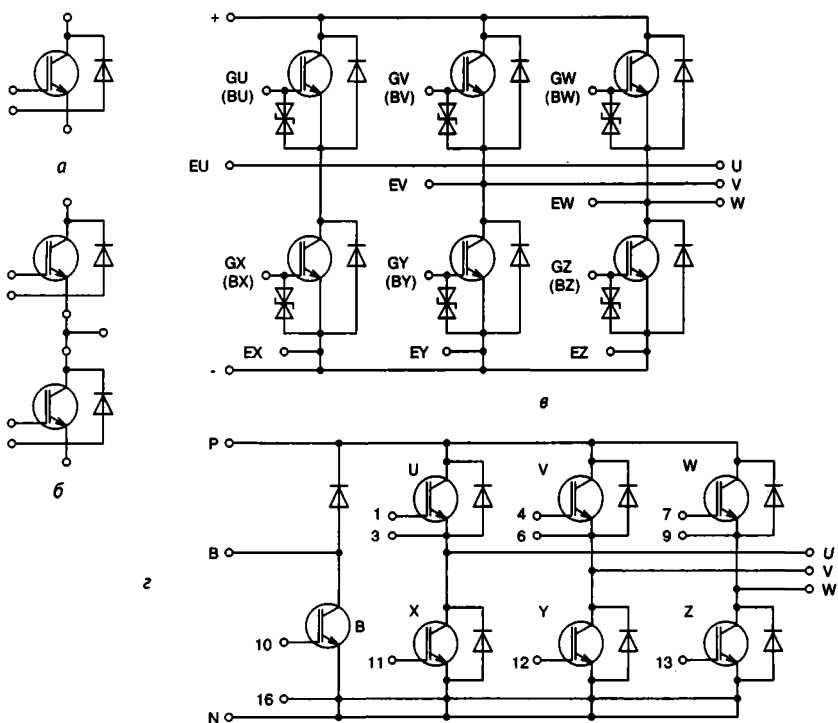 +
GU
(BU)
GV
(BV)
GW
(BW)
а
EU
U
EV
V
EW
W
GX
(BX)
GY
(BY)
GZ
(BZ)
EX
EY
EZ
-
в
б
P
U
V
W
1
4
7
3
6
9
B
U
V
W
г
B
X
Y
Z
10
11
12
13
16
N